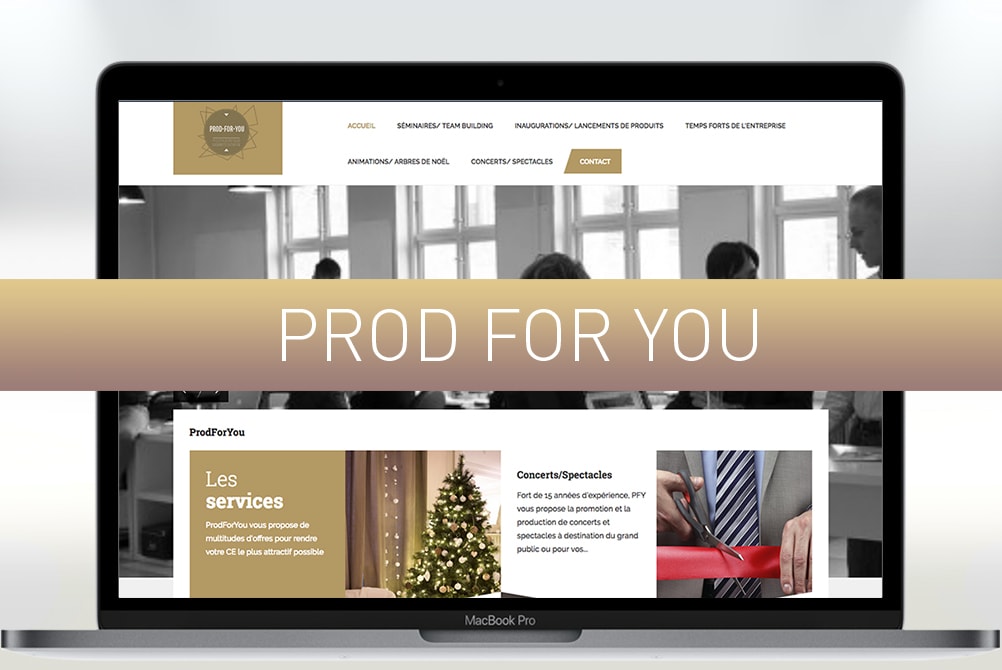 PROD-FOR-YOU
ACCUEIL SÉMINAIRES/ TEAM BUILDING INAUGURATIONS/ LANCEMENTS DE PRODUITS TEMPS FORTS DE L'ENTREPRISE
ANIMATIONS/ ARBRES DE NOËL CONCERTS/ SPECTACLES CONTACT
PROD FOR YOU
ProdForYou
Les
services
ProdForYou vous propose de
multitudes d'offres pour rendre
votre CE le plus attractif possible
Concerts/Spectacles
Fort de 15 années d'expérience, PFY
vous propose la promotion et la
production de concerts et
spectacles à destination du grand
public ou pour vos...
MacBook Pro